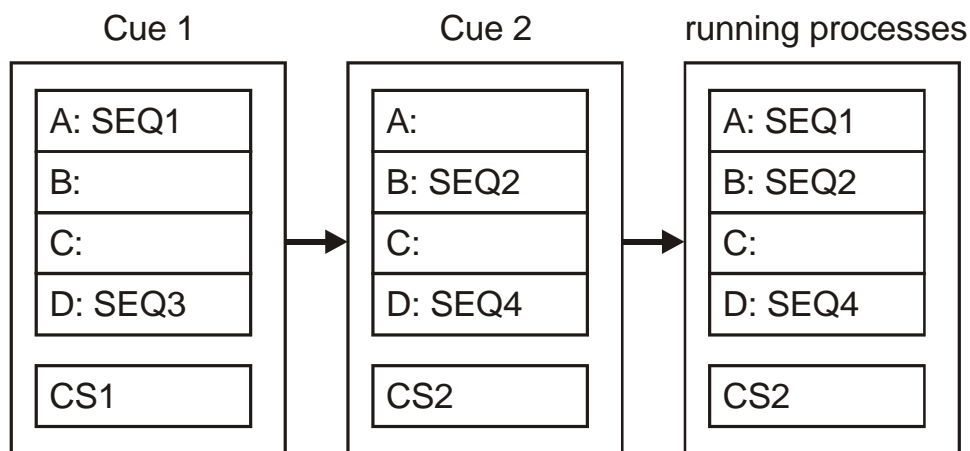 Cue 1
A: SEQ1
B:
C:
D: SEQ3
CS1
Cue 2
A:
B: SEQ2
C:
D: SEQ4
CS2
running processes
A: SEQ1
B: SEQ2
C:
D: SEQ4
CS2